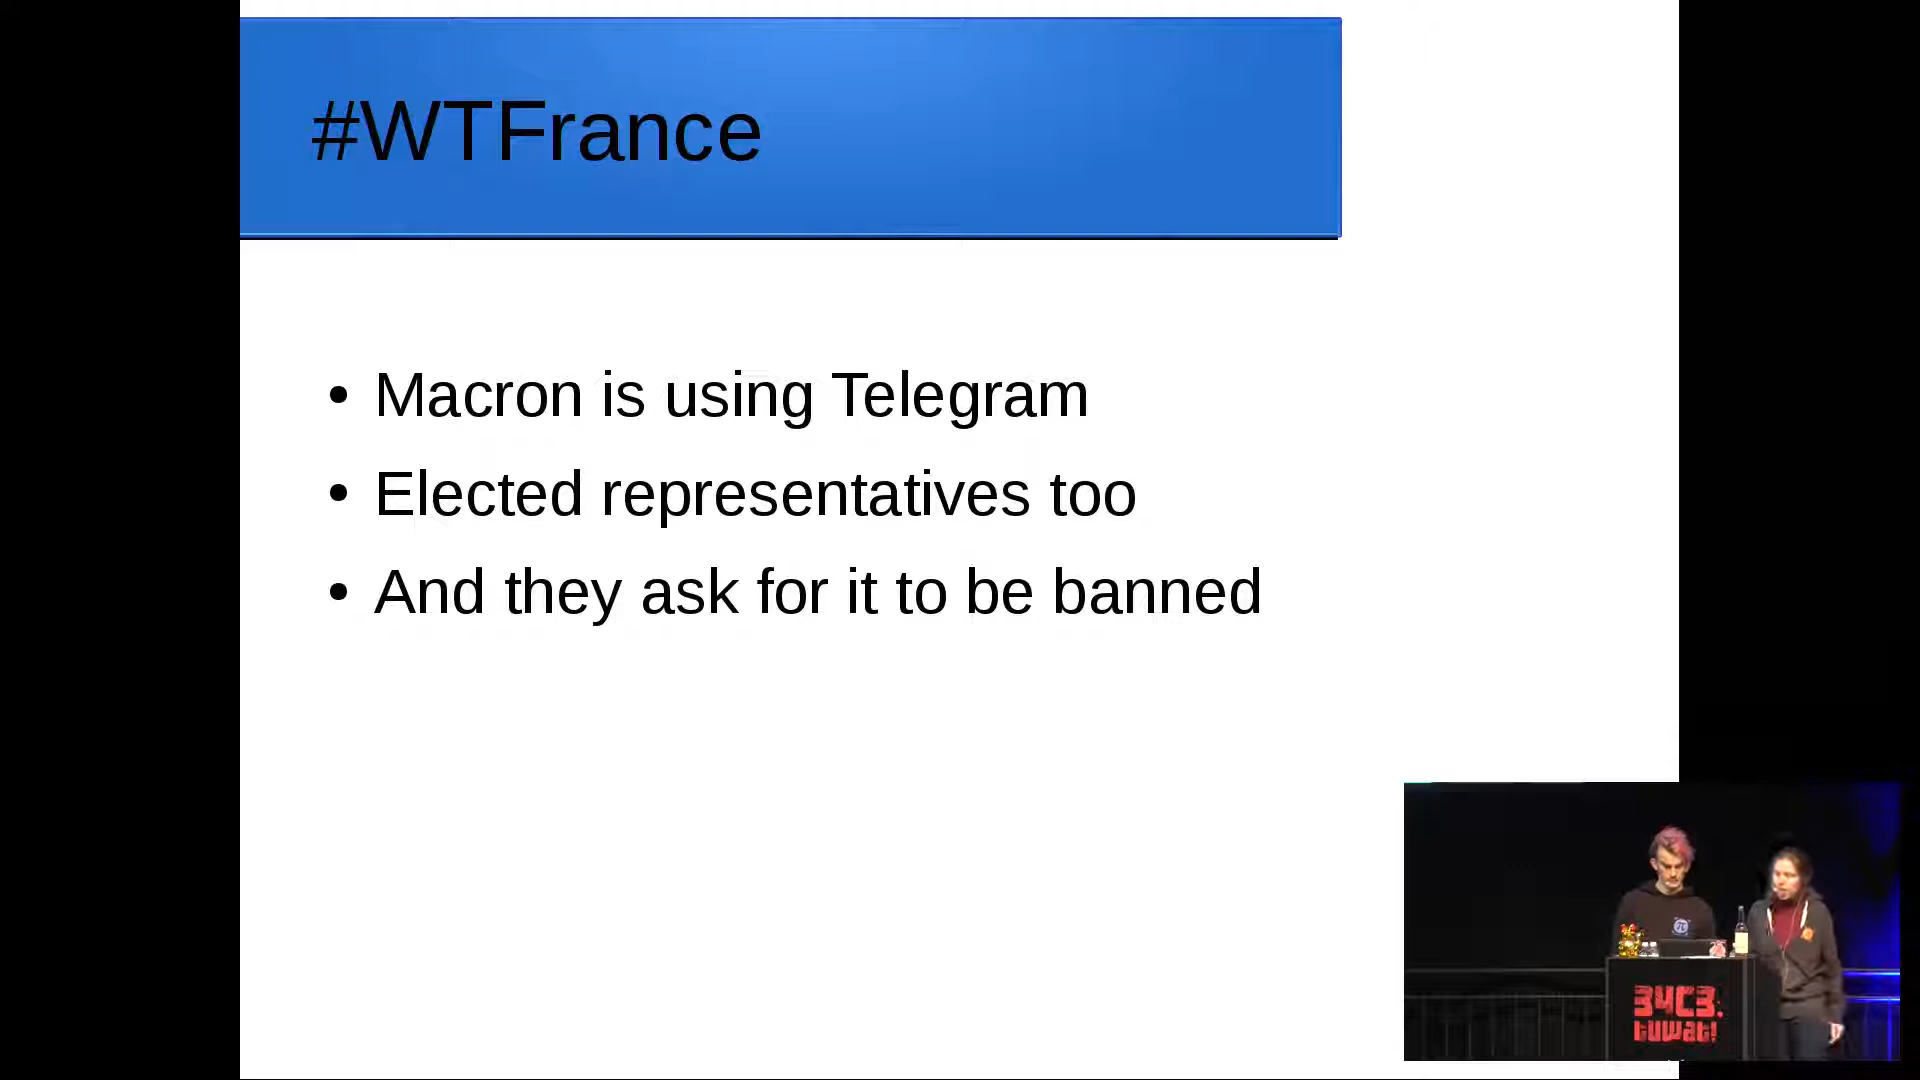 #WTFrance
• Macron is using Telegram
• Elected representatives too
• And they ask for it to be banned
34C3.
tuwat!